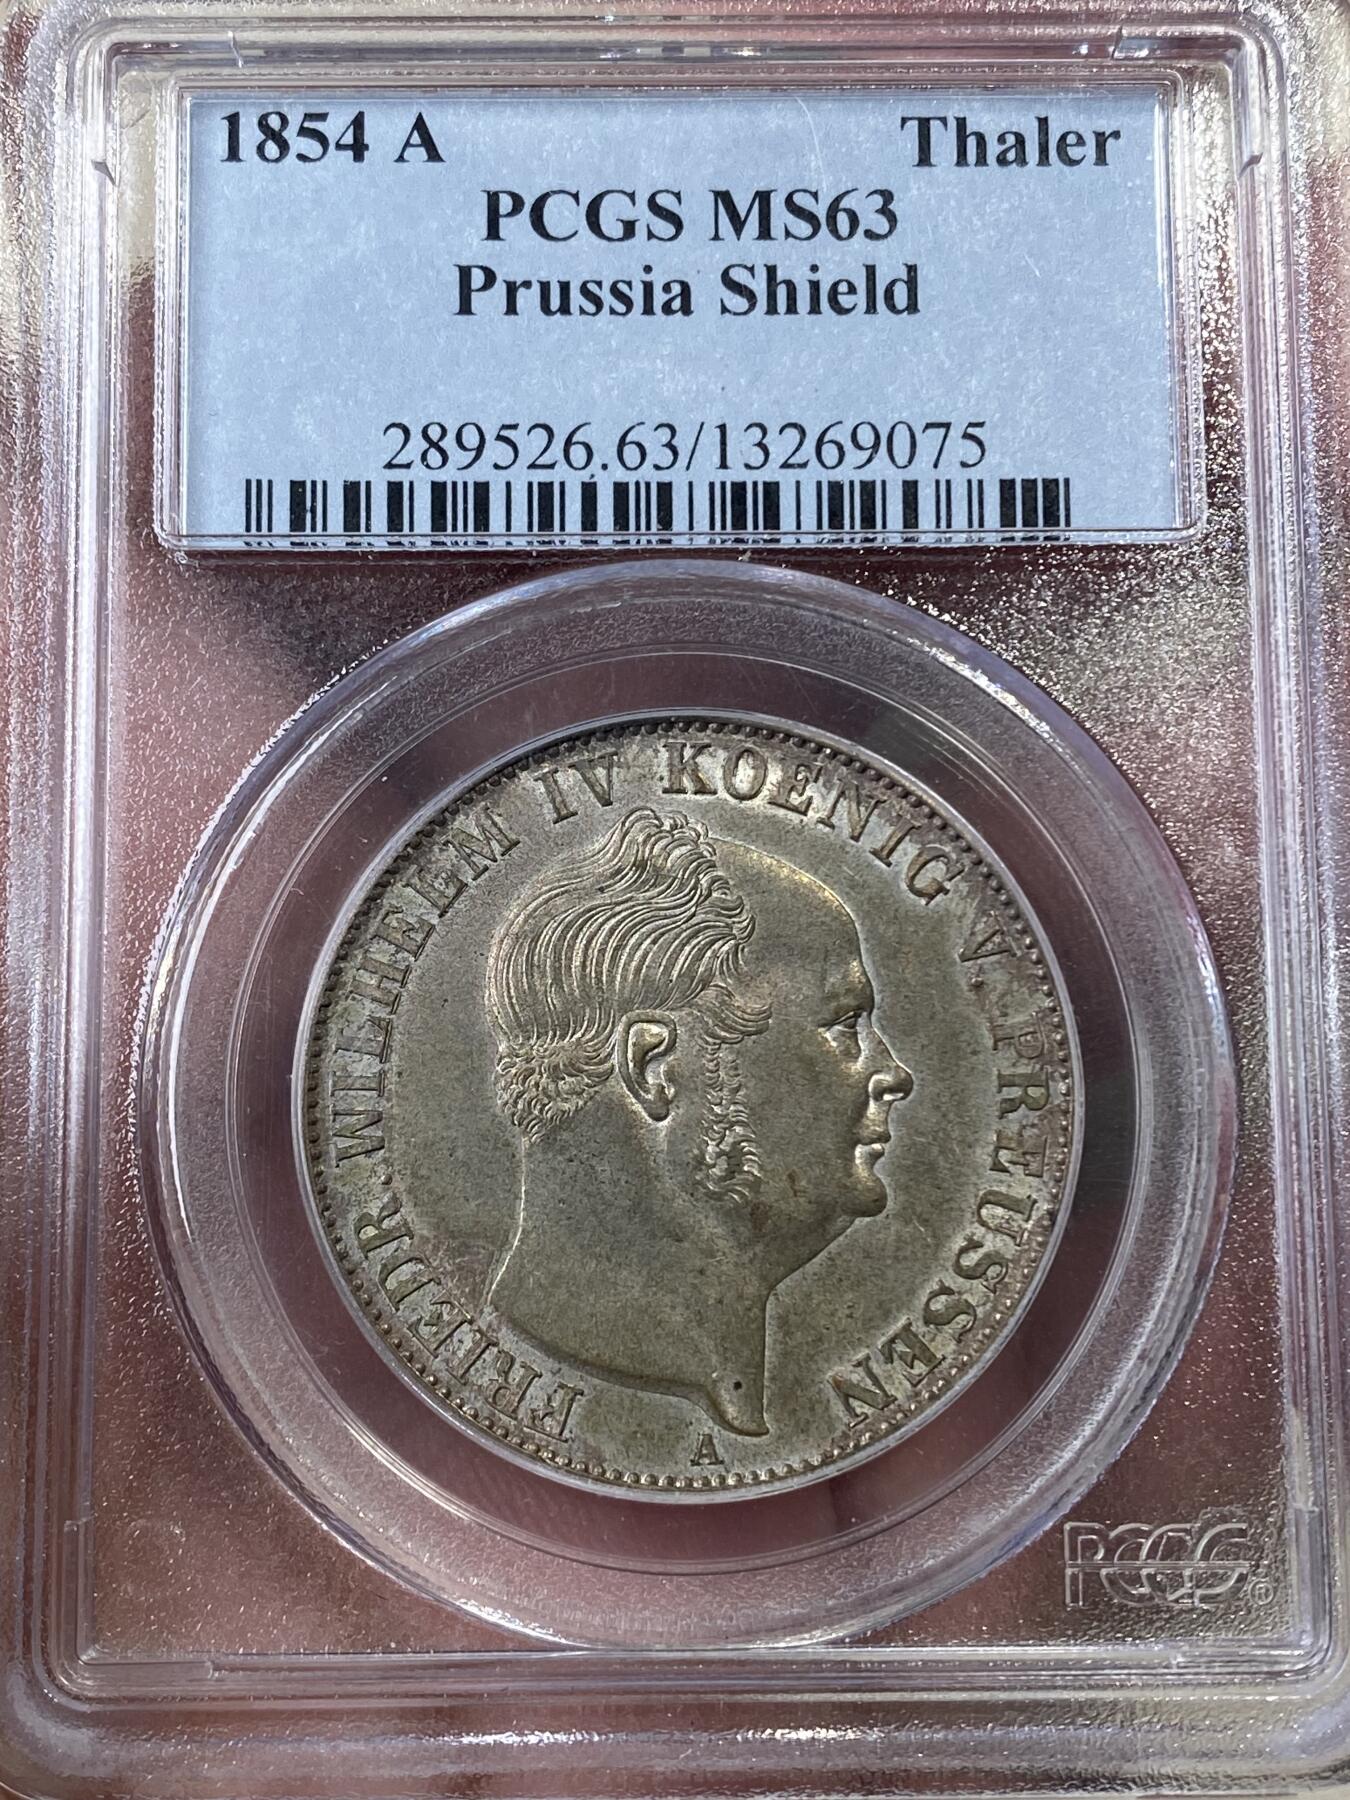 1854 A Thaler
PCGS MS63
Prussia Shield
289526.63/13269075
FRIEDR. WILHELM IV KOENIG V. PREUSSEN
A
PCGS®